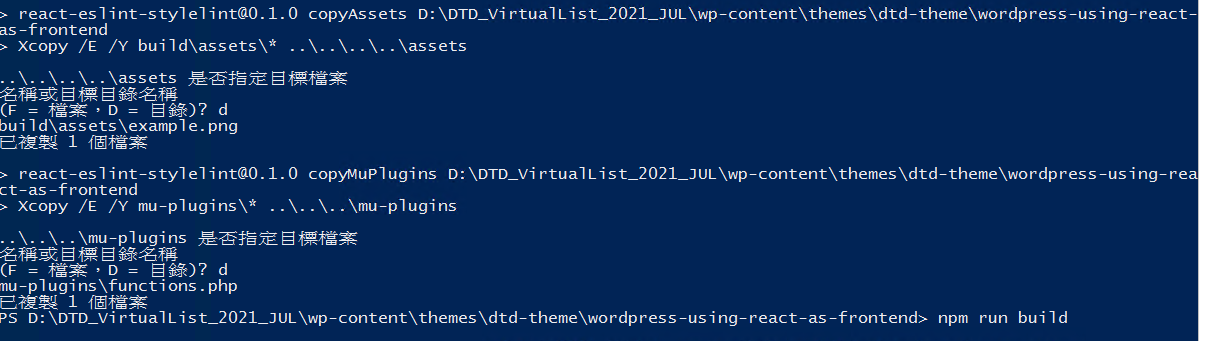 > react-eslint-stylelint@0.1.0 copyAssets D:\DTD_VirtualList_2021_JUL\wp-content\themes\dtd-theme\wordpress-using-react-
as-frontend
> Xcopy /E /Y build\assets\* ..\..\..\..\assets
..\..\..\..\assets 是否指定目標檔案
名稱或目標目錄名稱
(F = 檔案，D = 目錄)? d
build\assets\example.png
已複製 1 個檔案
> react-eslint-stylelint@0.1.0 copyMuPlugins D:\DTD_VirtualList_2021_JUL\wp-content\themes\dtd-theme\wordpress-using-rea
ct-as-frontend
> Xcopy /E /Y mu-plugins\* ..\..\..\mu-plugins
..\..\..\mu-plugins 是否指定目標檔案
名稱或目標目錄名稱
(F = 檔案，D = 目錄)? d
mu-plugins\functions.php
已複製 1 個檔案
PS D:\DTD_VirtualList_2021_JUL\wp-content\themes\dtd-theme\wordpress-using-react-as-frontend> npm run build